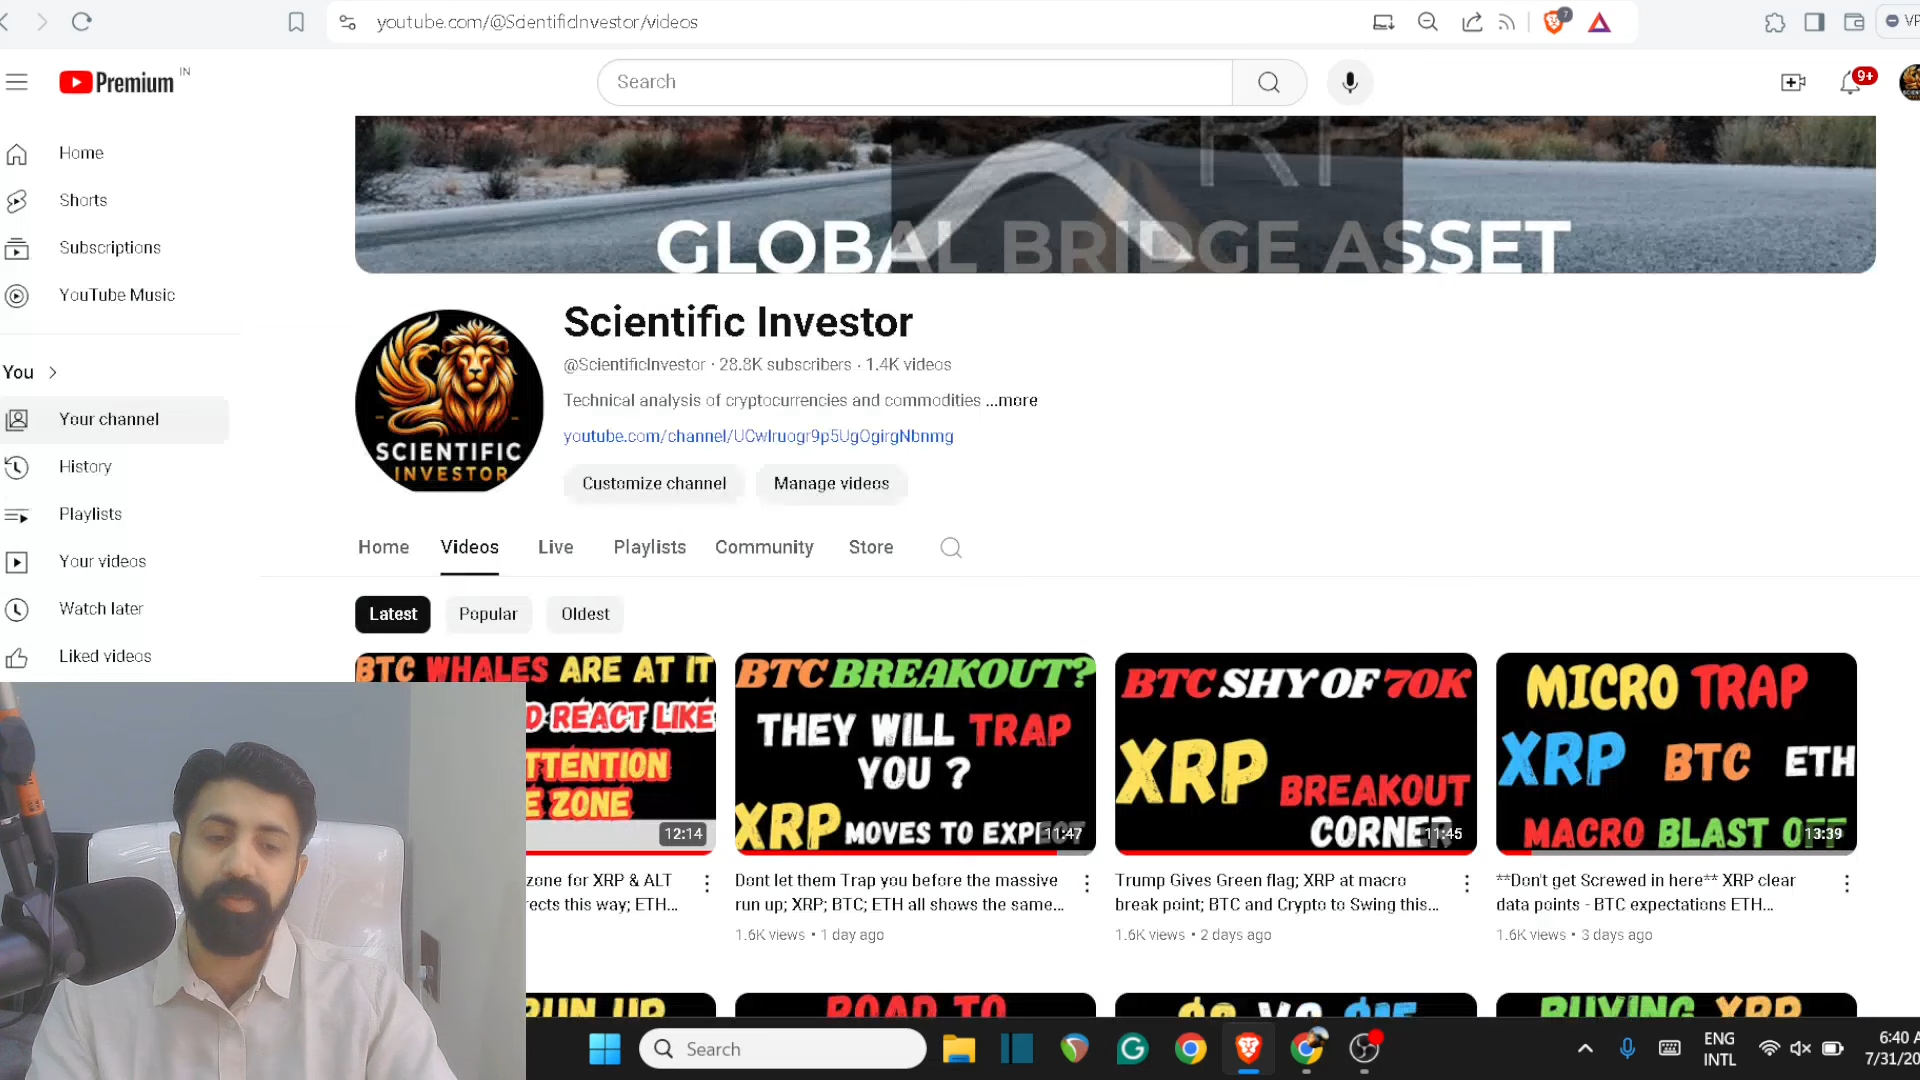 youtube.com/@ScientificInvestor/videos
7
VP
Premium IN
Search
9+
Home
Shorts
Subscriptions
YouTube Music
You
Your channel
History
Playlists
Your videos
Watch later
Liked videos
XRP
GLOBAL BRIDGE ASSET
SCIENTIFIC
INVESTOR
Scientific Investor
@ScientificInvestor · 28.8K subscribers · 1.4K videos
Technical analysis of cryptocurrencies and commodities ...more
youtube.com/channel/UCwlruogr9p5UgOgirgNbnmg
Customize channel
Manage videos
Home
Videos
Live
Playlists
Community
Store
Latest
Popular
Oldest
BTC WHALES ARE AT IT
D REACT LIKE
TTENTION
E ZONE
12:14
zone for XRP & ALT
ects this way; ETH...
BTC BREAKOUT?
THEY WILL TRAP
YOU ?
XRP MOVES TO EXPECT
11:47
Dont let them Trap you before the massive
run up; XRP; BTC; ETH all shows the same...
1.6K views • 1 day ago
BTC SHY OF 70K
XRP BREAKOUT
CORNER
11:45
Trump Gives Green flag; XRP at macro
break point; BTC and Crypto to Swing this...
1.6K views • 2 days ago
MICRO TRAP
XRP BTC ETH
MACRO BLAST OFF
13:39
**Don't get Screwed in here** XRP clear
data points - BTC expectations ETH...
1.6K views • 3 days ago
RUN UP
ROAD TO
BUYING XRP
Search
ENG
INTL
6:40 A
7/31/20